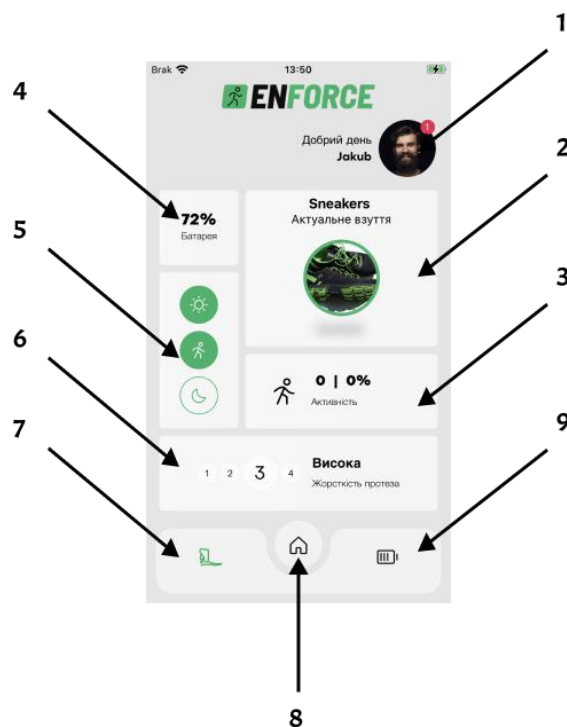 1
Brak 13:50
ENFORCE
4
Добрий день
Jakub
1
2
72%
Батарея
Sneakers
Актуальне взуття
5
3
6
0 | 0%
Активність
7
9
1 2 3 4
Висока
Жорсткість протеза
8